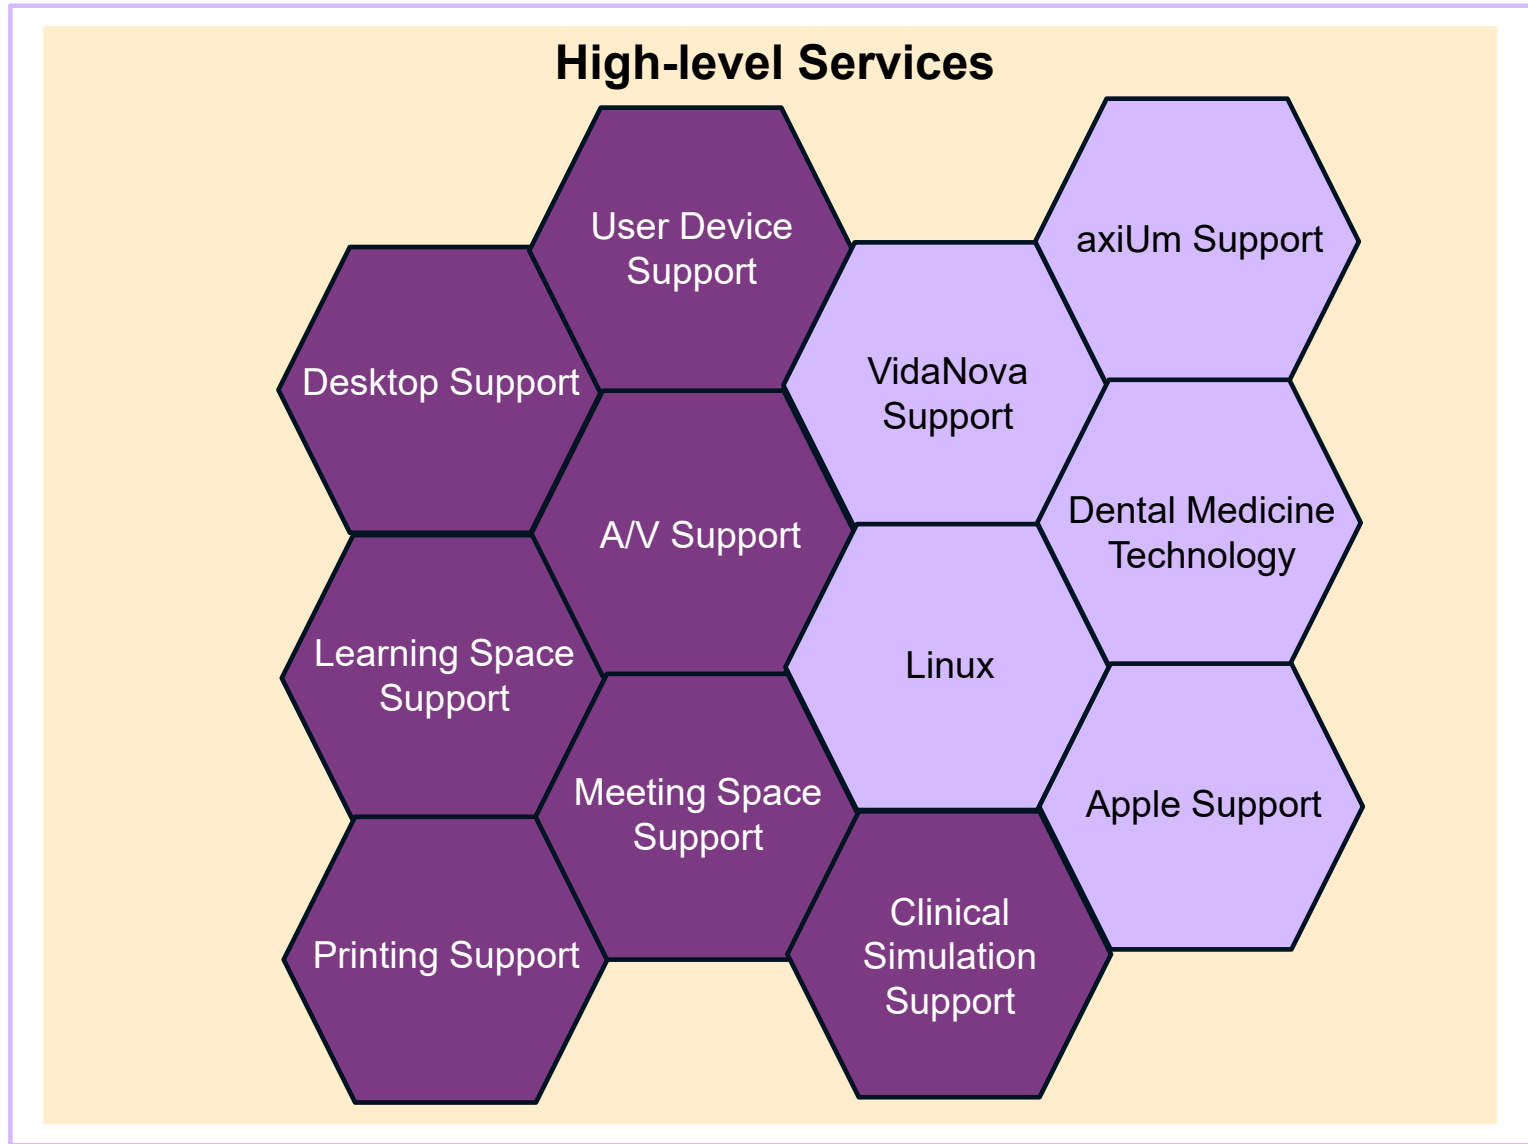 High-level Services
User Device
Support
axiUm Support
Desktop Support
VidaNova
Support
A/V Support
Dental Medicine
Technology
Learning Space
Support
Linux
Meeting Space
Support
Apple Support
Printing Support
Clinical
Simulation
Support